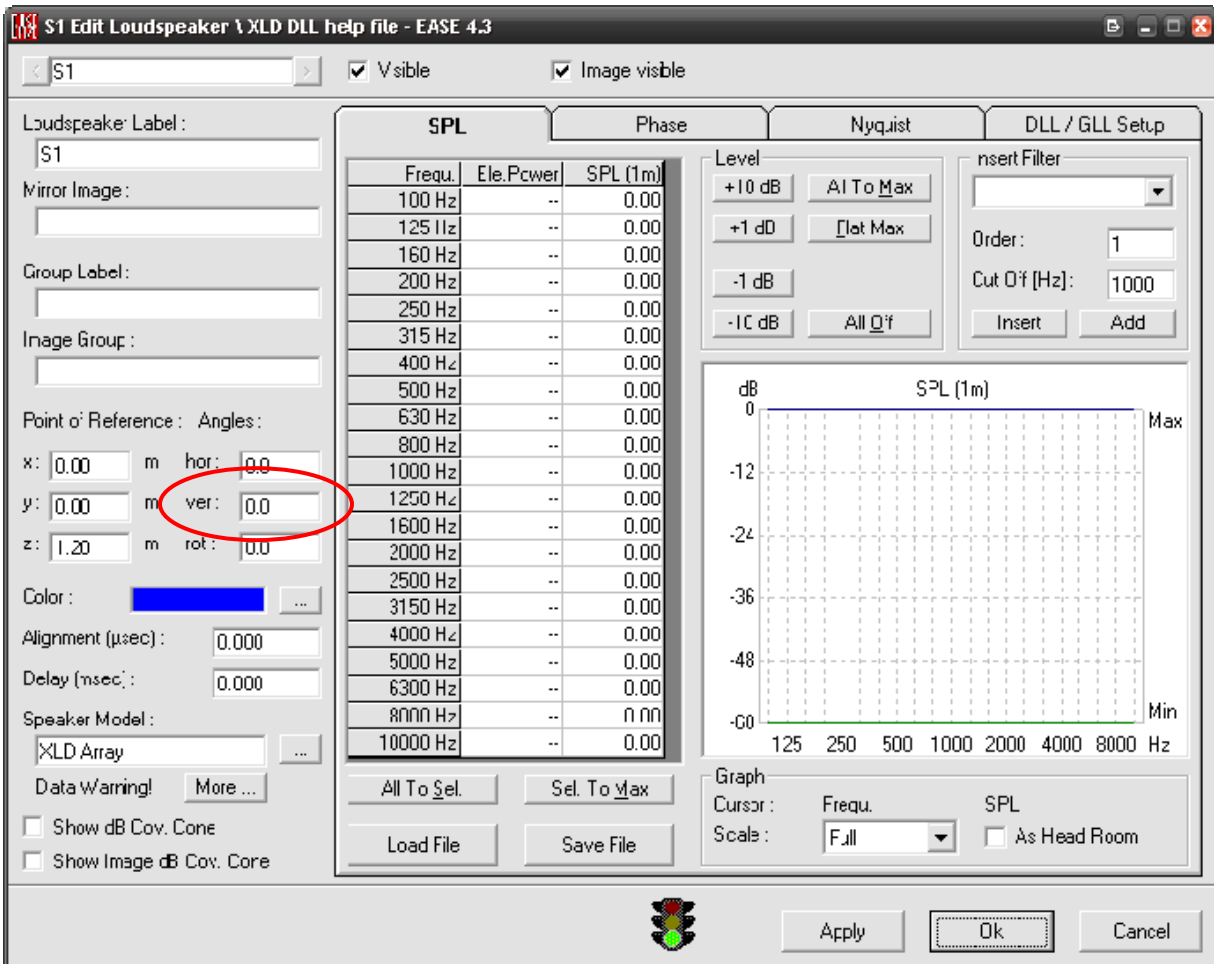 S1 Edit Loudspeaker \ XLD DLL help file - EASE 4.3
S1
Visible
Image visible
Loudspeaker Label :
S1
Mirror Image :
Group Label :
Image Group :
Point of Reference : Angles :
x : 0.00 m hor : 0.0
y : 0.00 m ver : 0.0
z : 1.20 m rot : 0.0
Color : ...
Alignment (µsec) : 0.000
Delay (msec) : 0.000
Speaker Model :
XLD Array ...
Data Warning! More ...
Show dB Cov. Cone
Show Image dB Cov. Cone
SPL Phase Nyquist DLL / GLL Setup
Frequ. Ele.Power SPL (1m)
100 Hz -- 0.00
125 Hz -- 0.00
160 Hz -- 0.00
200 Hz -- 0.00
250 Hz -- 0.00
315 Hz -- 0.00
400 Hz -- 0.00
500 Hz -- 0.00
630 Hz -- 0.00
800 Hz -- 0.00
1000 Hz -- 0.00
1250 Hz -- 0.00
1600 Hz -- 0.00
2000 Hz -- 0.00
2500 Hz -- 0.00
3150 Hz -- 0.00
4000 Hz -- 0.00
5000 Hz -- 0.00
6300 Hz -- 0.00
8000 Hz -- 0.00
10000 Hz -- 0.00
All To Sel. Sel. To Max
Load File Save File
Level
+10 dB All To Max
+1 dB Flat Max
-1 dB
-10 dB All Off
Insert Filter
Order : 1
Cut Off [Hz] : 1000
Insert Add
dB SPL (1m)
0 Max
-12
-24
-36
-48
-60 Min
125 250 500 1000 2000 4000 8000 Hz
Graph
Cursor : Frequ. SPL
Scale : Full As Head Room
Apply Ok Cancel